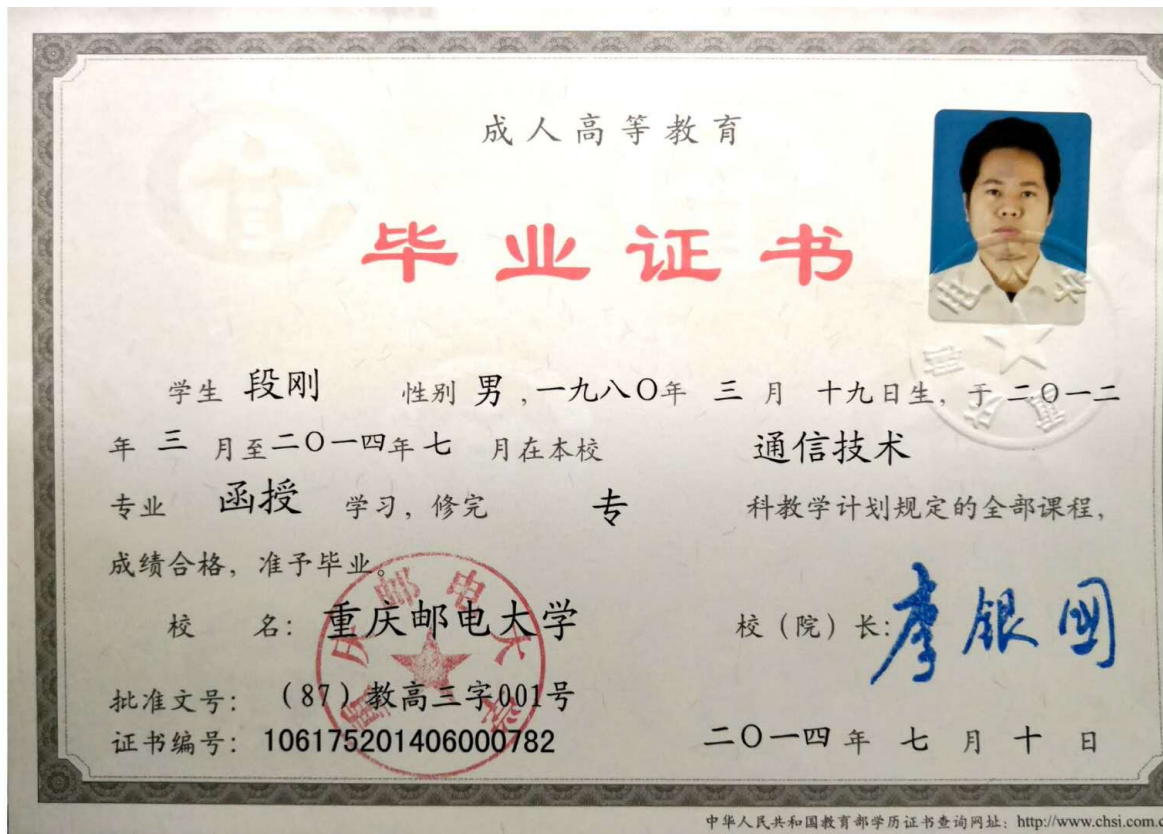 成人高等教育
毕业证书
学生 段刚 性别 男,一九八〇年 三 月 十九日生,于二〇一二
年 三 月至二〇一四年七 月在本校 通信技术
专业 函授 学习,修完 专 科教学计划规定的全部课程,
成绩合格,准予毕业。
校 名:重庆邮电大学 校(院)长:李银国
批准文号:(87)教高三字001号
证书编号:106175201406000782 二〇一四 年 七 月 十 日
重庆邮电大学
中华人民共和国教育部学历证书查询网址:http://www.chsi.com.c